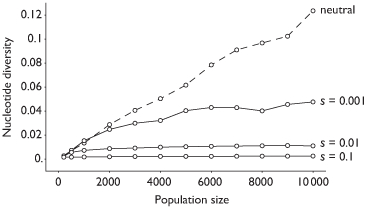 0.12
0.1
0.08
0.06
0.04
0.02
0.
Nucleotide diversity
neutral
s = 0.001
s = 0.01
s = 0.1
0 2000 4000 6000 8000 10 000
Population size